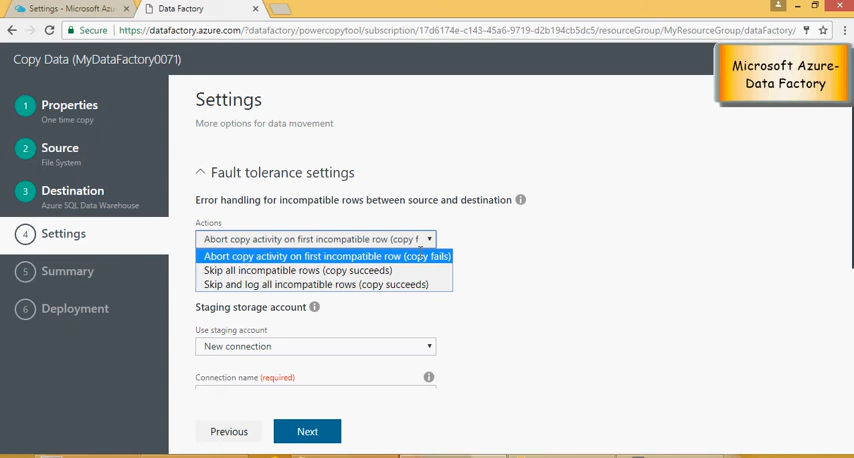 Settings - Microsoft Azu
Data Factory
Secure
https://datafactory.azure.com/?datafactory/powercopytool/subscription/17d6174e-c143-45a6-9719-d2b194cb5dc5/resourceGroup/MyResourceGroup/dataFactory/
Copy Data (MyDataFactory0071)
Microsoft Azure-
Data Factory
1
Properties
One time copy
2
Source
File System
3
Destination
Azure SQL Data Warehouse
4
Settings
5
Summary
6
Deployment
Settings
More options for data movement
Fault tolerance settings
Error handling for incompatible rows between source and destination
Actions
Abort copy activity on first incompatible row (copy f
Abort copy activity on first incompatible row (copy fails)
Skip all incompatible rows (copy succeeds)
Skip and log all incompatible rows (copy succeeds)
Staging storage account
Use staging account
New connection
Connection name (required)
Previous
Next